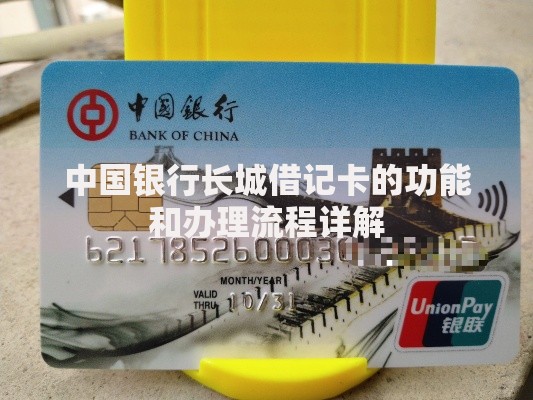 中国银行
BANK OF CHINA
中国银行长城借记卡的功能
和办理流程详解
6217852600030
MONTH/YEAR
VALID THRU 10/31
UnionPay
银联